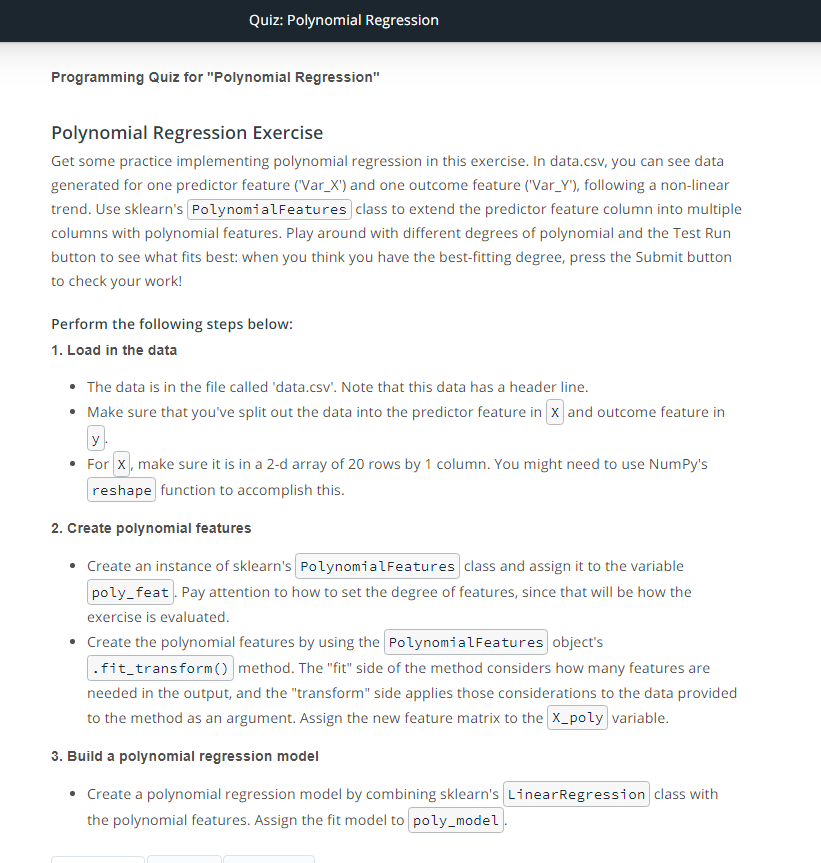 Quiz: Polynomial Regression
Programming Quiz for "Polynomial Regression"
Polynomial Regression Exercise
Get some practice implementing polynomial regression in this exercise. In data.csv, you can see data
generated for one predictor feature ('Var_X') and one outcome feature ('Var_Y'), following a non-linear
trend. Use sklearn's PolynomialFeatures class to extend the predictor feature column into multiple
columns with polynomial features. Play around with different degrees of polynomial and the Test Run
button to see what fits best: when you think you have the best-fitting degree, press the Submit button
to check your work!
Perform the following steps below:
1. Load in the data
• The data is in the file called 'data.csv'. Note that this data has a header line.
• Make sure that you've split out the data into the predictor feature in X and outcome feature in
y.
• For X, make sure it is in a 2-d array of 20 rows by 1 column. You might need to use NumPy's
reshape function to accomplish this.
2. Create polynomial features
• Create an instance of sklearn's PolynomialFeatures class and assign it to the variable
poly_feat. Pay attention to how to set the degree of features, since that will be how the
exercise is evaluated.
• Create the polynomial features by using the PolynomialFeatures object's
.fit_transform() method. The "fit" side of the method considers how many features are
needed in the output, and the "transform" side applies those considerations to the data provided
to the method as an argument. Assign the new feature matrix to the X_poly variable.
3. Build a polynomial regression model
• Create a polynomial regression model by combining sklearn's LinearRegression class with
the polynomial features. Assign the fit model to poly_model.